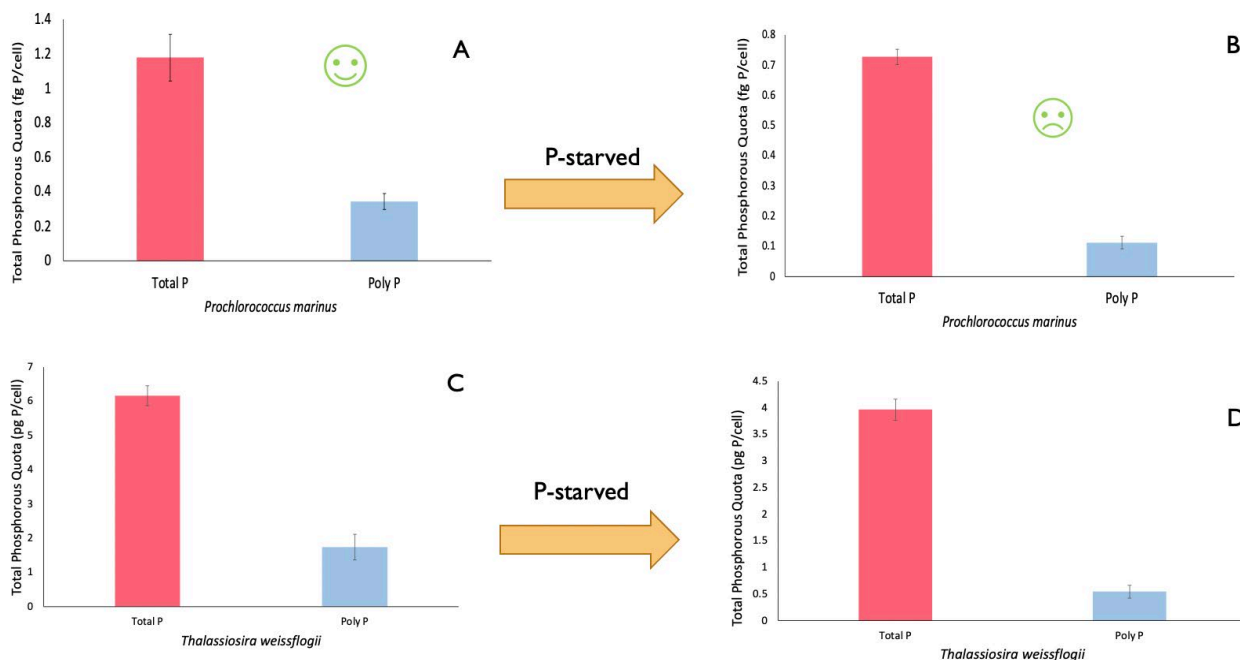 A
Total Phosphorous Quota (fg P/cell)
1.4
1.2
1
0.8
0.6
0.4
0.2
0
Total P Poly P
Prochlorococcus marinus
P-starved
B
Total Phosphorous Quota (fg P/cell)
0.8
0.7
0.6
0.5
0.4
0.3
0.2
0.1
0
Total P Poly P
Prochlorococcus marinus
C
Total Phosphorous Quota (pg P/cell)
7
6
5
4
3
2
1
0
Total P Poly P
Thalassiosira weissflogii
P-starved
D
Total Phosphorous Quota (pg P/cell)
4.5
4
3.5
3
2.5
2
1.5
1
0.5
0
Total P Poly P
Thalassiosira weissflogii